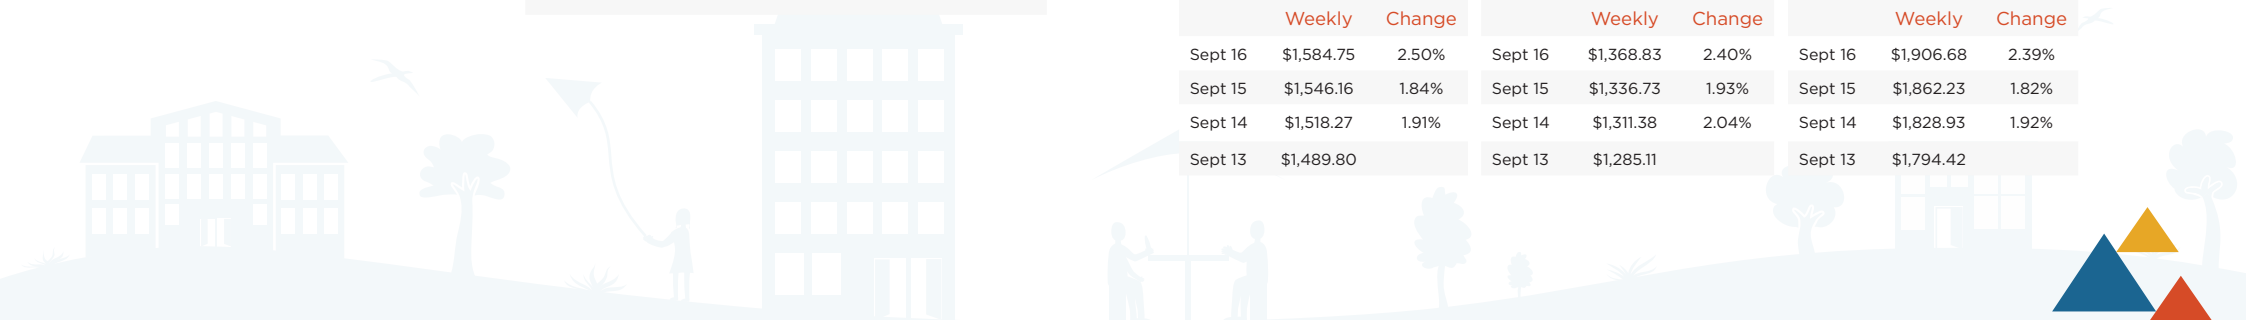 Weekly Change Weekly Change Weekly Change
Sept 16 $1,584.75 2.50% Sept 16 $1,368.83 2.40% Sept 16 $1,906.68 2.39%
Sept 15 $1,546.16 1.84% Sept 15 $1,336.73 1.93% Sept 15 $1,862.23 1.82%
Sept 14 $1,518.27 1.91% Sept 14 $1,311.38 2.04% Sept 14 $1,828.93 1.92%
Sept 13 $1,489.80 Sept 13 $1,285.11 Sept 13 $1,794.42